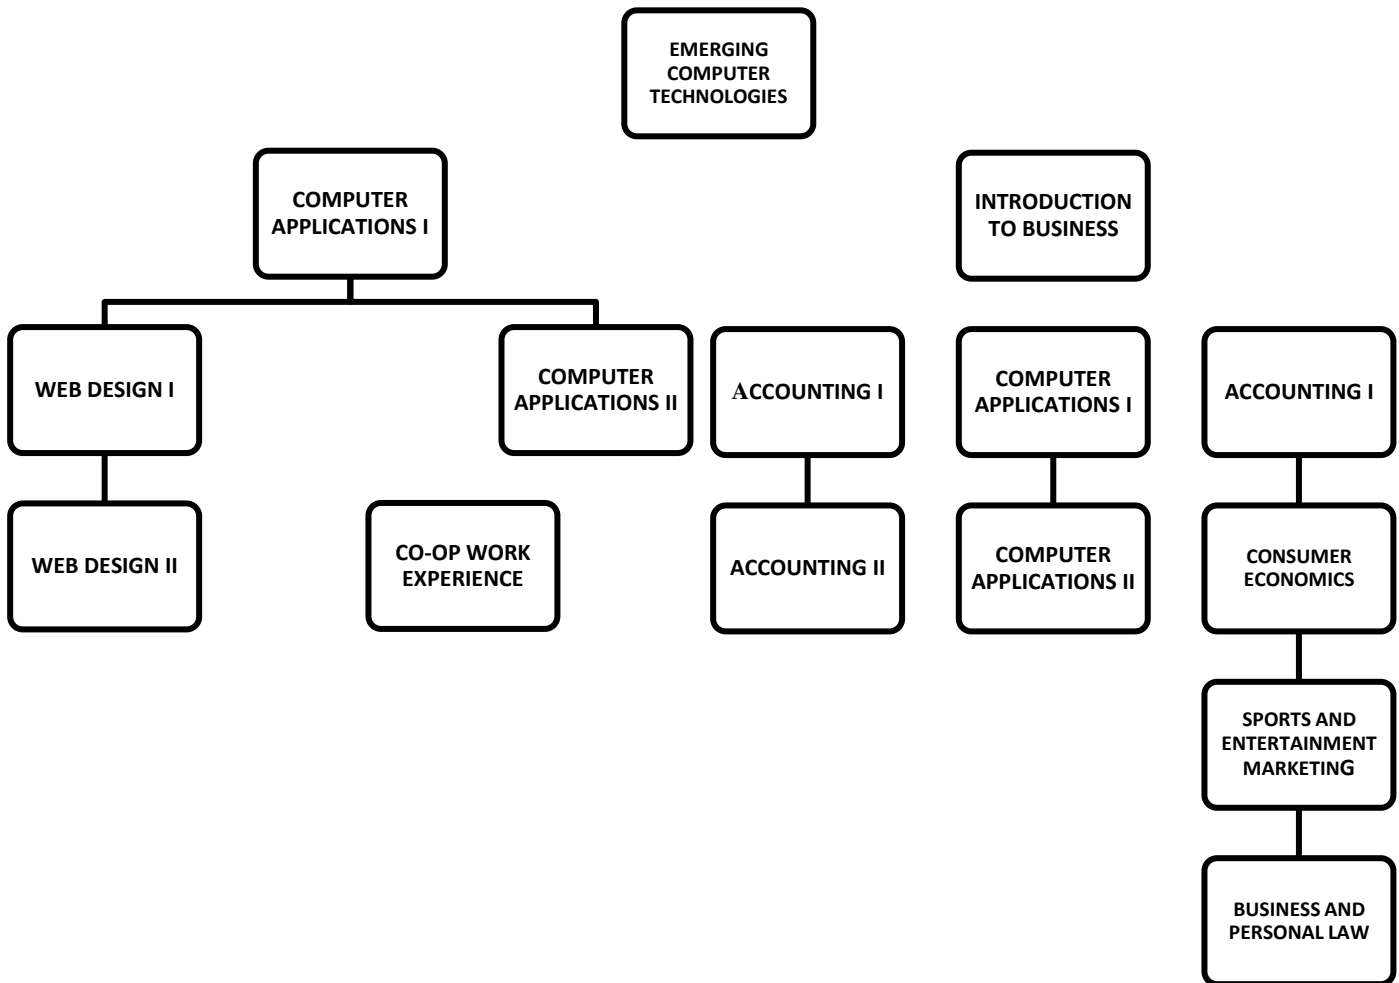 EMERGING
COMPUTER
TECHNOLOGIES
COMPUTER
APPLICATIONS I
INTRODUCTION
TO BUSINESS
WEB DESIGN I
COMPUTER
APPLICATIONS II
ACCOUNTING I
COMPUTER
APPLICATIONS I
ACCOUNTING I
WEB DESIGN II
CO-OP WORK
EXPERIENCE
ACCOUNTING II
COMPUTER
APPLICATIONS II
CONSUMER
ECONOMICS
SPORTS AND
ENTERTAINMENT
MARKETING
BUSINESS AND
PERSONAL LAW